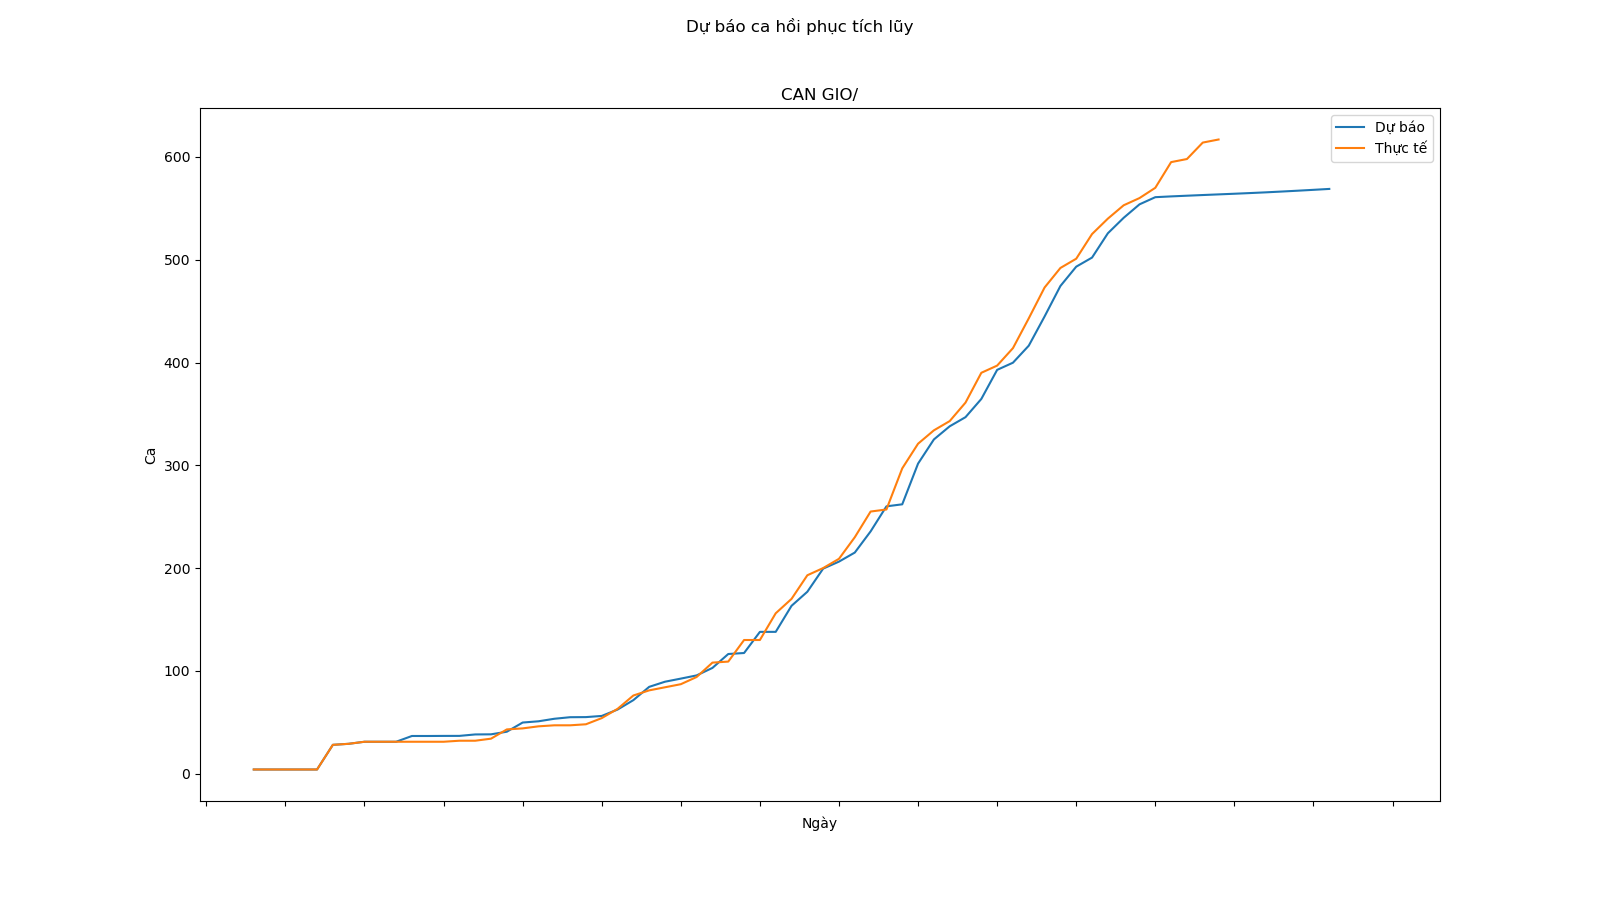 Dự báo ca hồi phục tích lũy
CAN GIO/
Dự báo
Thực tế
600
500
400
300
200
100
0
Ca
Ngày